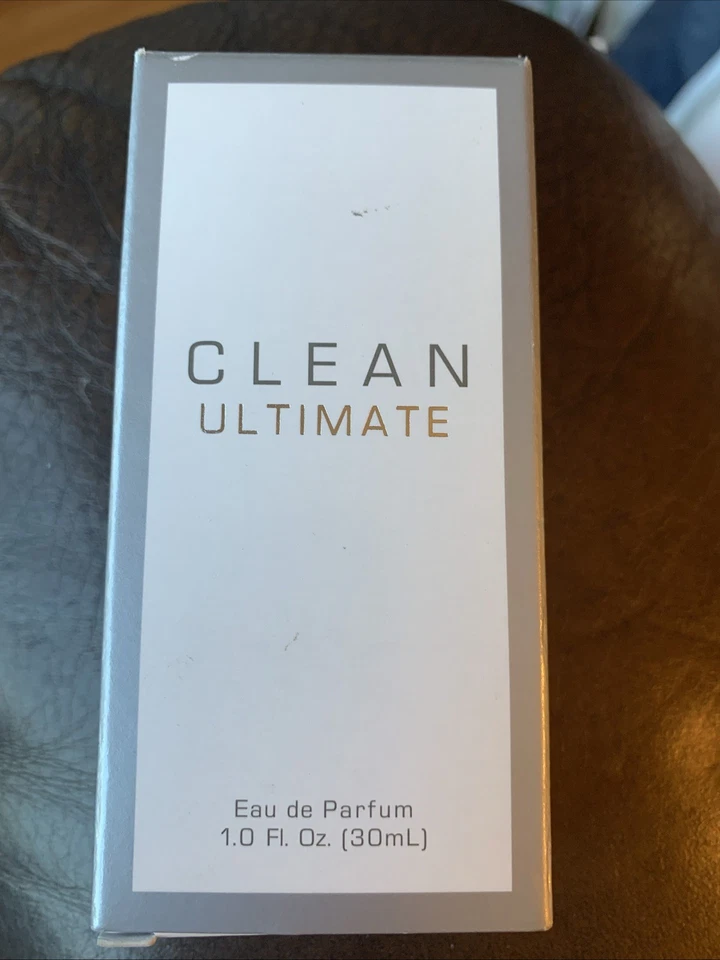 CLEAN
ULTIMATE
Eau de Parfum
1.0 Fl. Oz. (30mL)